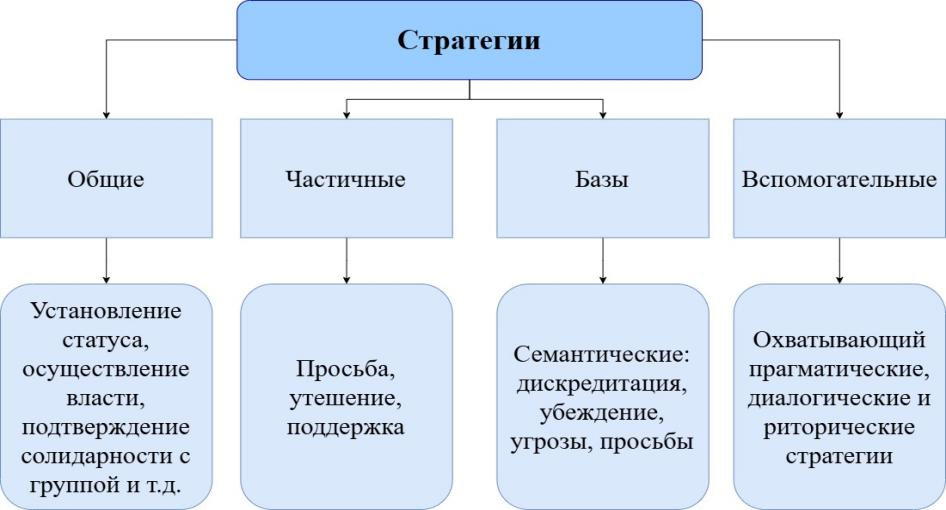 Стратегии
Общие
Частичные
Базы
Вспомогательные
Установление
статуса,
осуществление
власти,
подтверждение
солидарности с
группой и т.д.
Просьба,
утешение,
поддержка
Семантические:
дискредитация,
убеждение,
угрозы, просьбы
Охватывающий
прагматические,
диалогические и
риторические
стратегии